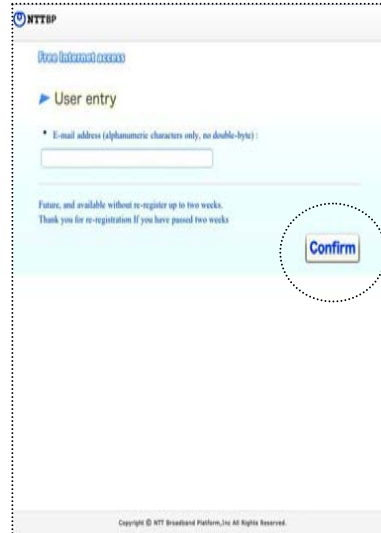 NTTBP
Free Internet access
User entry
• E-mail address (alphanumeric characters only, no double-byte) :
Future, and available without re-register up to two weeks.
Thank you for re-registration If you have passed two weeks
Confirm
Copyright © NTT Broadband Platform,Inc All Rights Reserved.